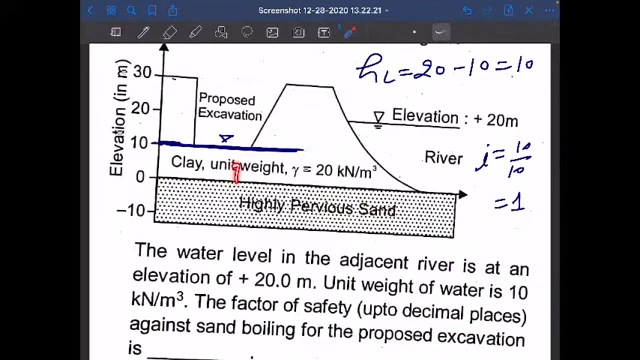 Screenshot 12-28-2020 13.22.21
h_L = 20 - 10 = 10
Elevation (in m)
30
20
10
0
-10
Proposed
Excavation
Elevation : + 20m
River
i = 10/10
= 1
Clay, unit weight, γ = 20 kN/m³
Highly Pervious Sand
The water level in the adjacent river is at an
elevation of + 20.0 m. Unit weight of water is 10
kN/m³. The factor of safety (upto decimal places)
against sand boiling for the proposed excavation
is